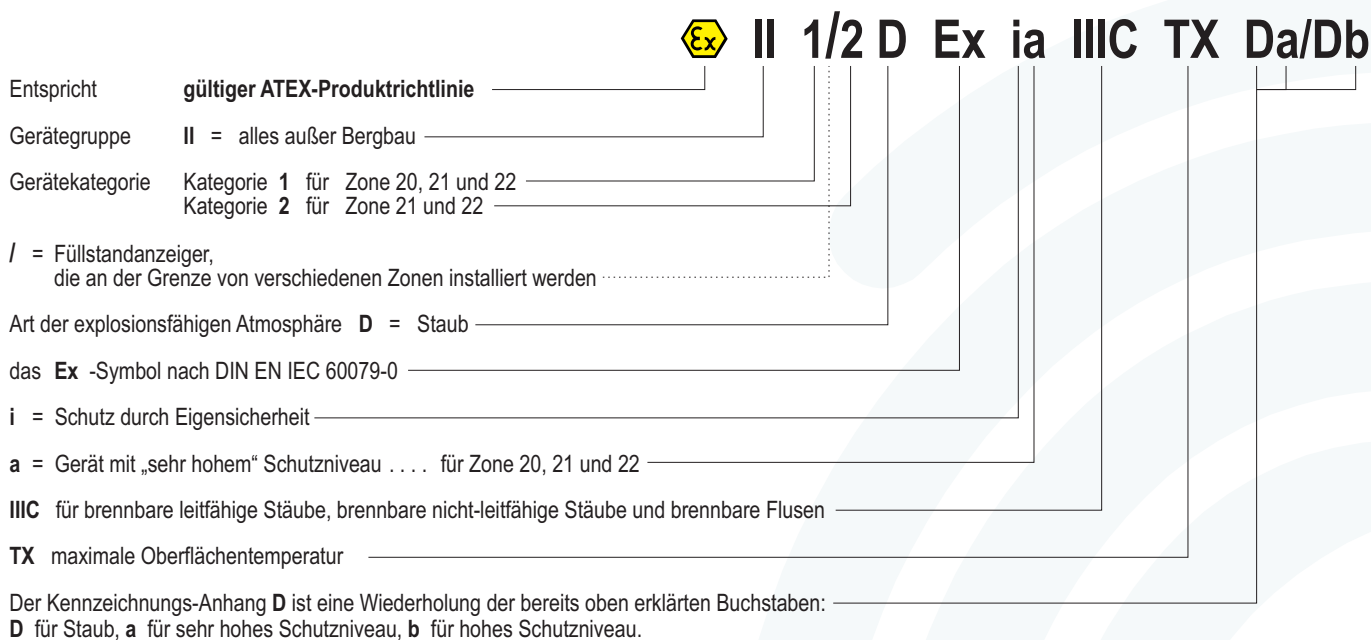 Ex II 1/2 D Ex ia IIIC TX Da/Db
Entspricht gültiger ATEX-Produktrichtlinie
Gerätegruppe II = alles außer Bergbau
Gerätekategorie Kategorie 1 für Zone 20, 21 und 22
Kategorie 2 für Zone 21 und 22
/ = Füllstandanzeiger,
die an der Grenze von verschiedenen Zonen installiert werden
Art der explosionsfähigen Atmosphäre D = Staub
das Ex -Symbol nach DIN EN IEC 60079-0
i = Schutz durch Eigensicherheit
a = Gerät mit „sehr hohem“ Schutzniveau . . . . für Zone 20, 21 und 22
IIIC für brennbare leitfähige Stäube, brennbare nicht-leitfähige Stäube und brennbare Flusen
TX maximale Oberflächentemperatur
Der Kennzeichnungs-Anhang D ist eine Wiederholung der bereits oben erklärten Buchstaben:
D für Staub, a für sehr hohes Schutzniveau, b für hohes Schutzniveau.